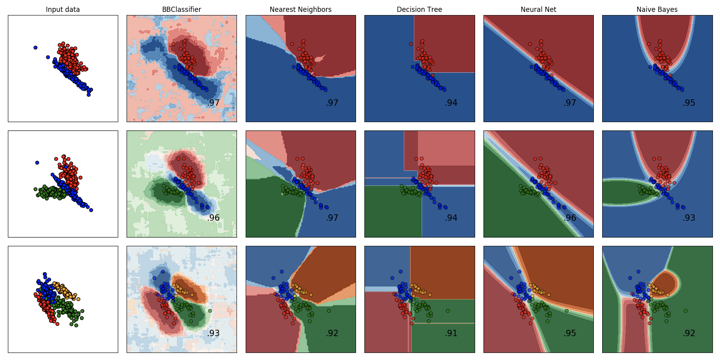 Input data
BBClassifier
Nearest Neighbors
Decision Tree
Neural Net
Naive Bayes
.97
.97
.94
.97
.95
.96
.97
.94
.96
.93
.93
.92
.91
.95
.92